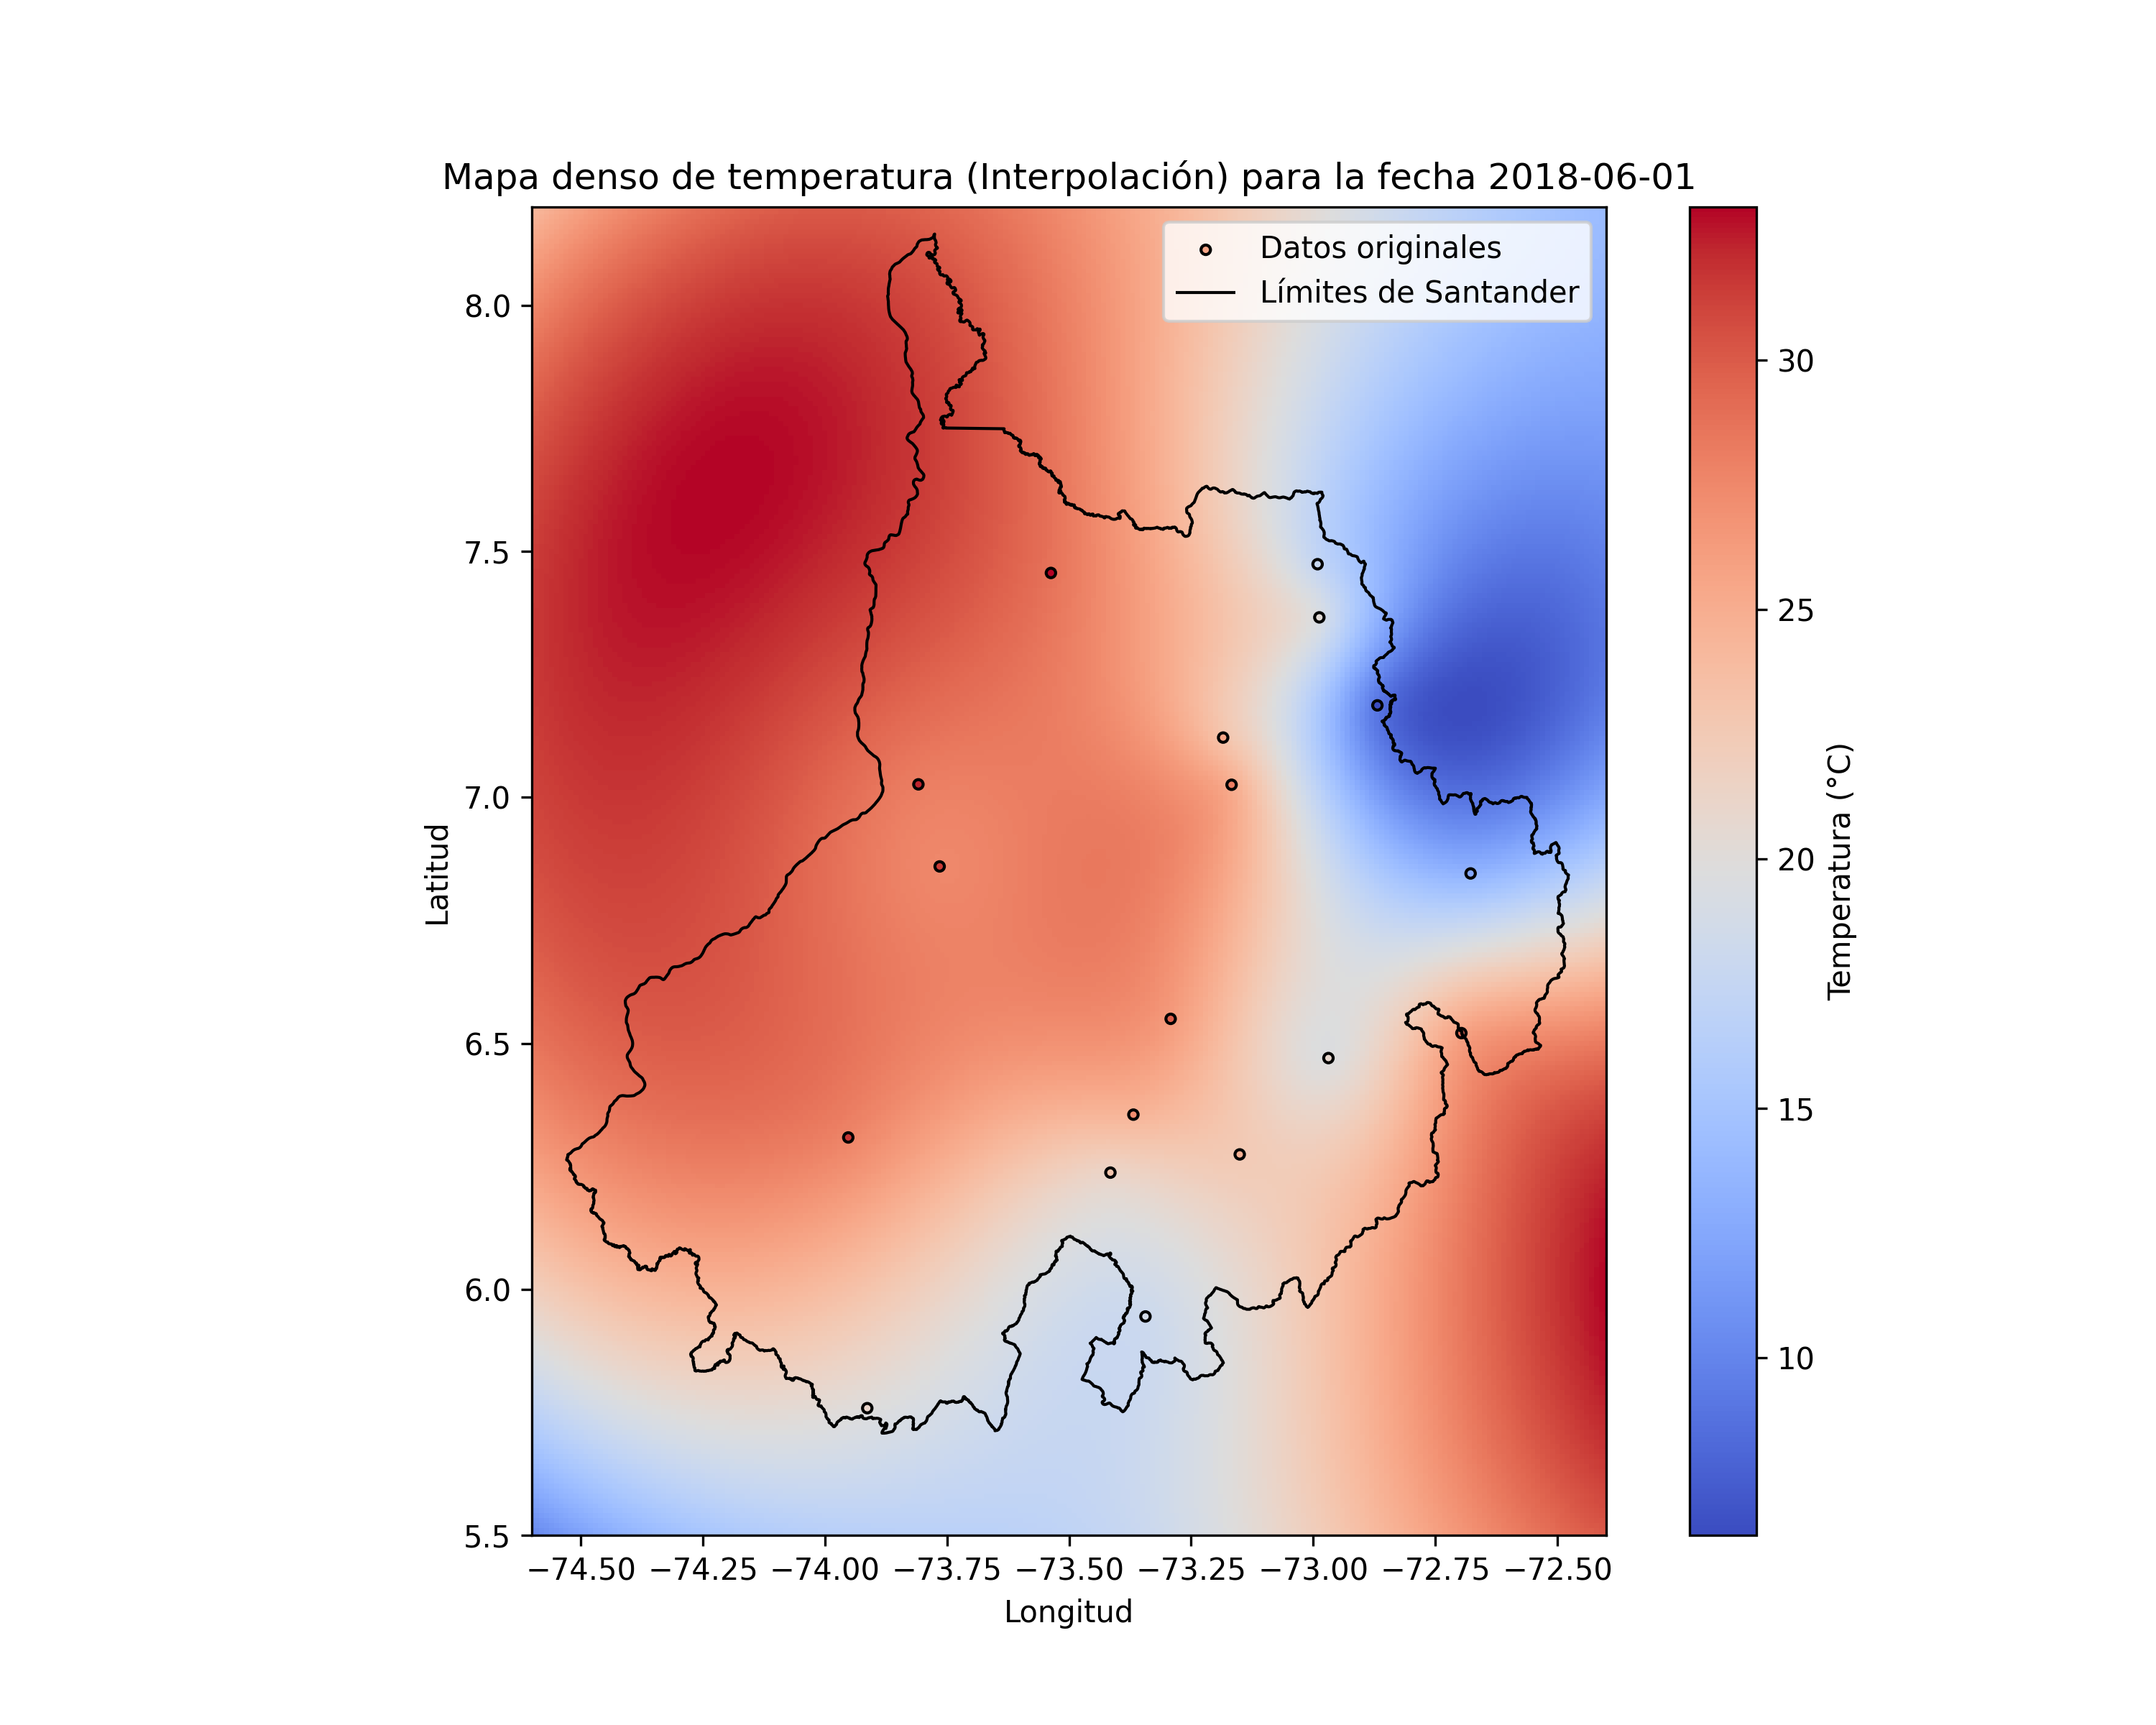 Mapa denso de temperatura (Interpolación) para la fecha 2018-06-01
Datos originales
Límites de Santander
8.0
7.5
7.0
6.5
6.0
5.5
Latitud
−74.50 −74.25 −74.00 −73.75 −73.50 −73.25 −73.00 −72.75 −72.50
Longitud
30
25
20
15
10
Temperatura (°C)